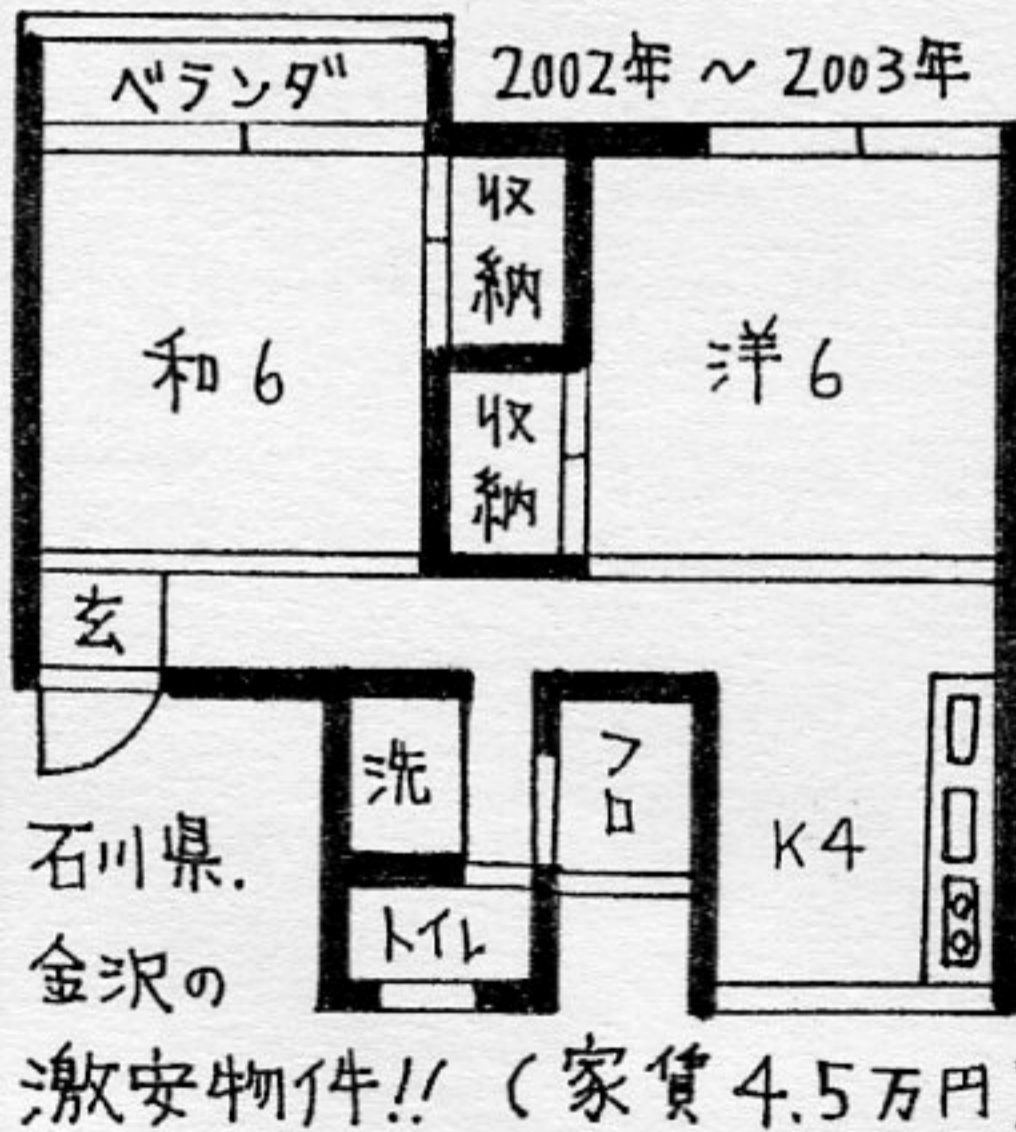 ベランダ
2002年 ~ 2003年
収納
和6
洋6
収納
玄
洗
フロ
K4
トイレ
石川県.
金沢の
激安物件!! (家賃4.5万円)